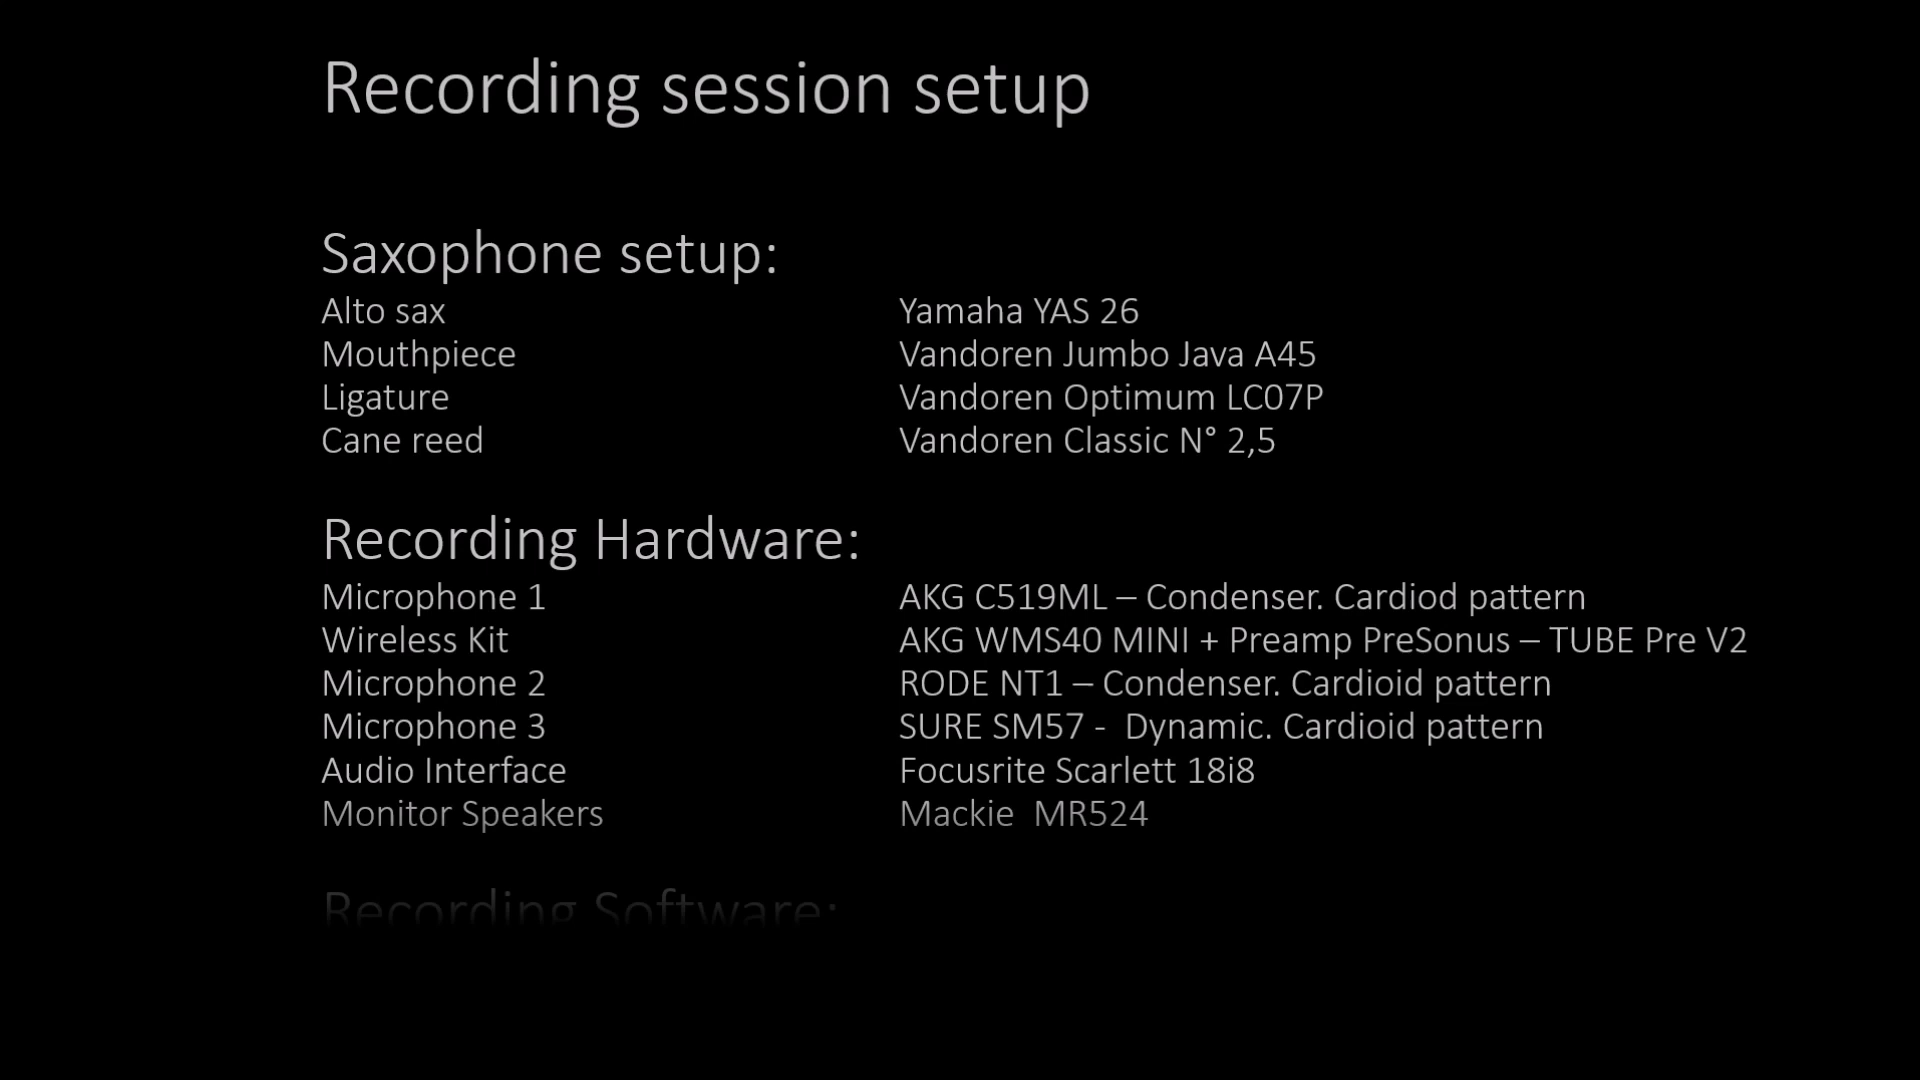 Recording session setup
Saxophone setup:
Alto sax Yamaha YAS 26
Mouthpiece Vandoren Jumbo Java A45
Ligature Vandoren Optimum LC07P
Cane reed Vandoren Classic N° 2,5
Recording Hardware:
Microphone 1 AKG C519ML – Condenser. Cardiod pattern
Wireless Kit AKG WMS40 MINI + Preamp PreSonus – TUBE Pre V2
Microphone 2 RODE NT1 – Condenser. Cardioid pattern
Microphone 3 SURE SM57 -  Dynamic. Cardioid pattern
Audio Interface Focusrite Scarlett 18i8
Monitor Speakers Mackie  MR524
Recording Software: